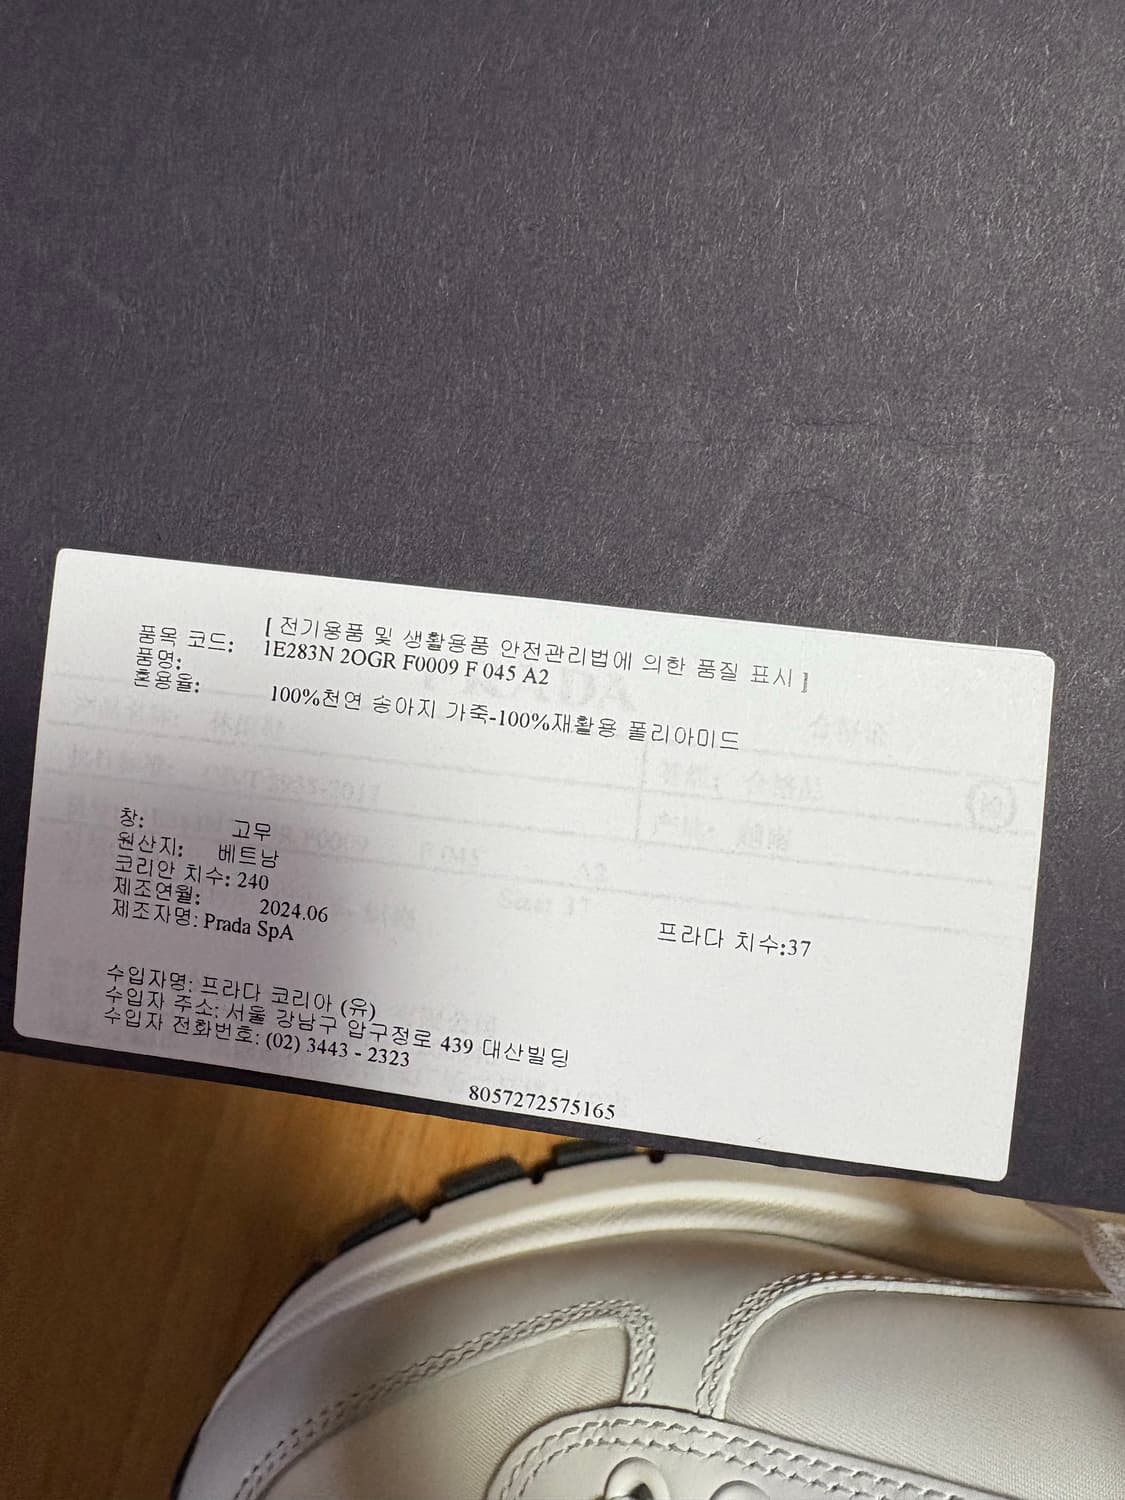 [ 전기용품 및 생활용품 안전관리법에 의한 품질 표시 ]
품목 코드: 1E283N 2OGR F0009 F 045 A2
품명:
혼용율: 100%천연 송아지 가죽-100%재활용 폴리아미드
창: 고무
원산지: 베트남
코리안 치수: 240
제조연월: 2024.06
제조자명: Prada SpA
프라다 치수:37
수입자명: 프라다 코리아 (유)
수입자 주소: 서울 강남구 압구정로 439 대산빌딩
수입자 전화번호: (02) 3443 - 2323
8057272575165